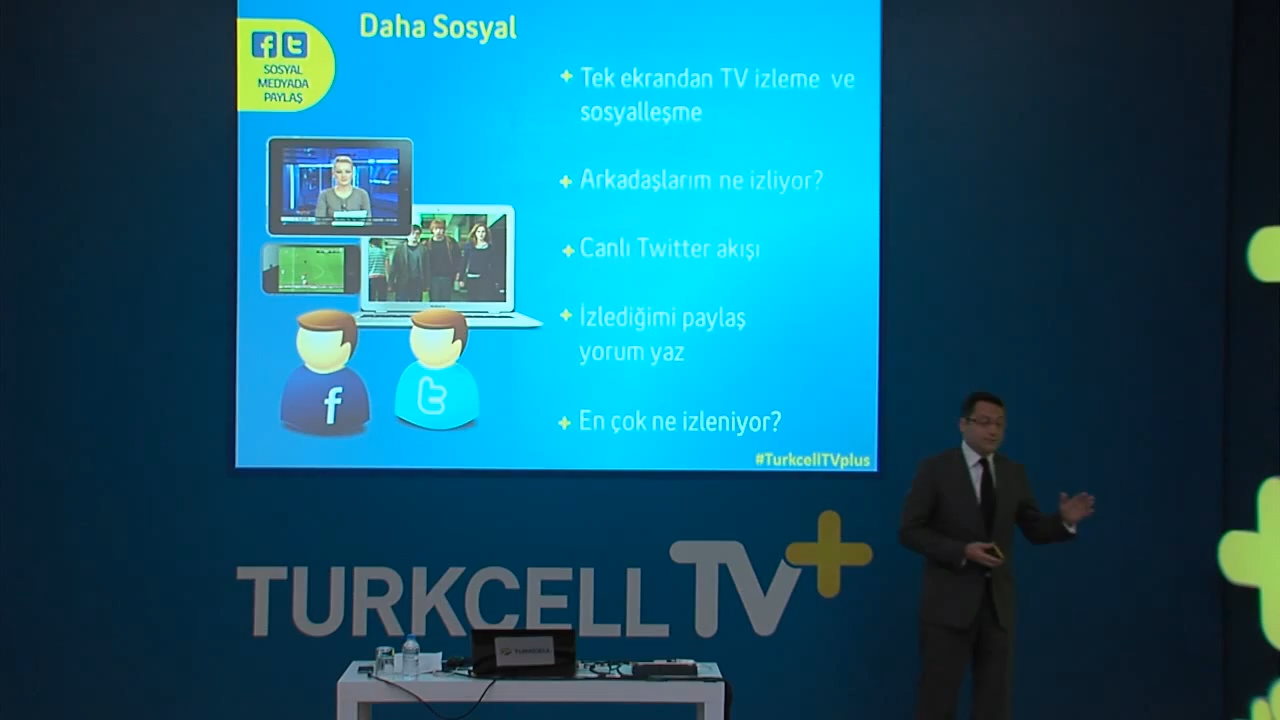 Daha Sosyal
SOSYAL
MEDYADA
PAYLAŞ
+ Tek ekrandan TV izleme ve
sosyalleşme
+ Arkadaşlarım ne izliyor?
+ Canlı Twitter akışı
+ İzlediğimi paylaş
yorum yaz
+ En çok ne izleniyor?
#TurkcellTVplus
TURKCELL TV+
TURKCELL